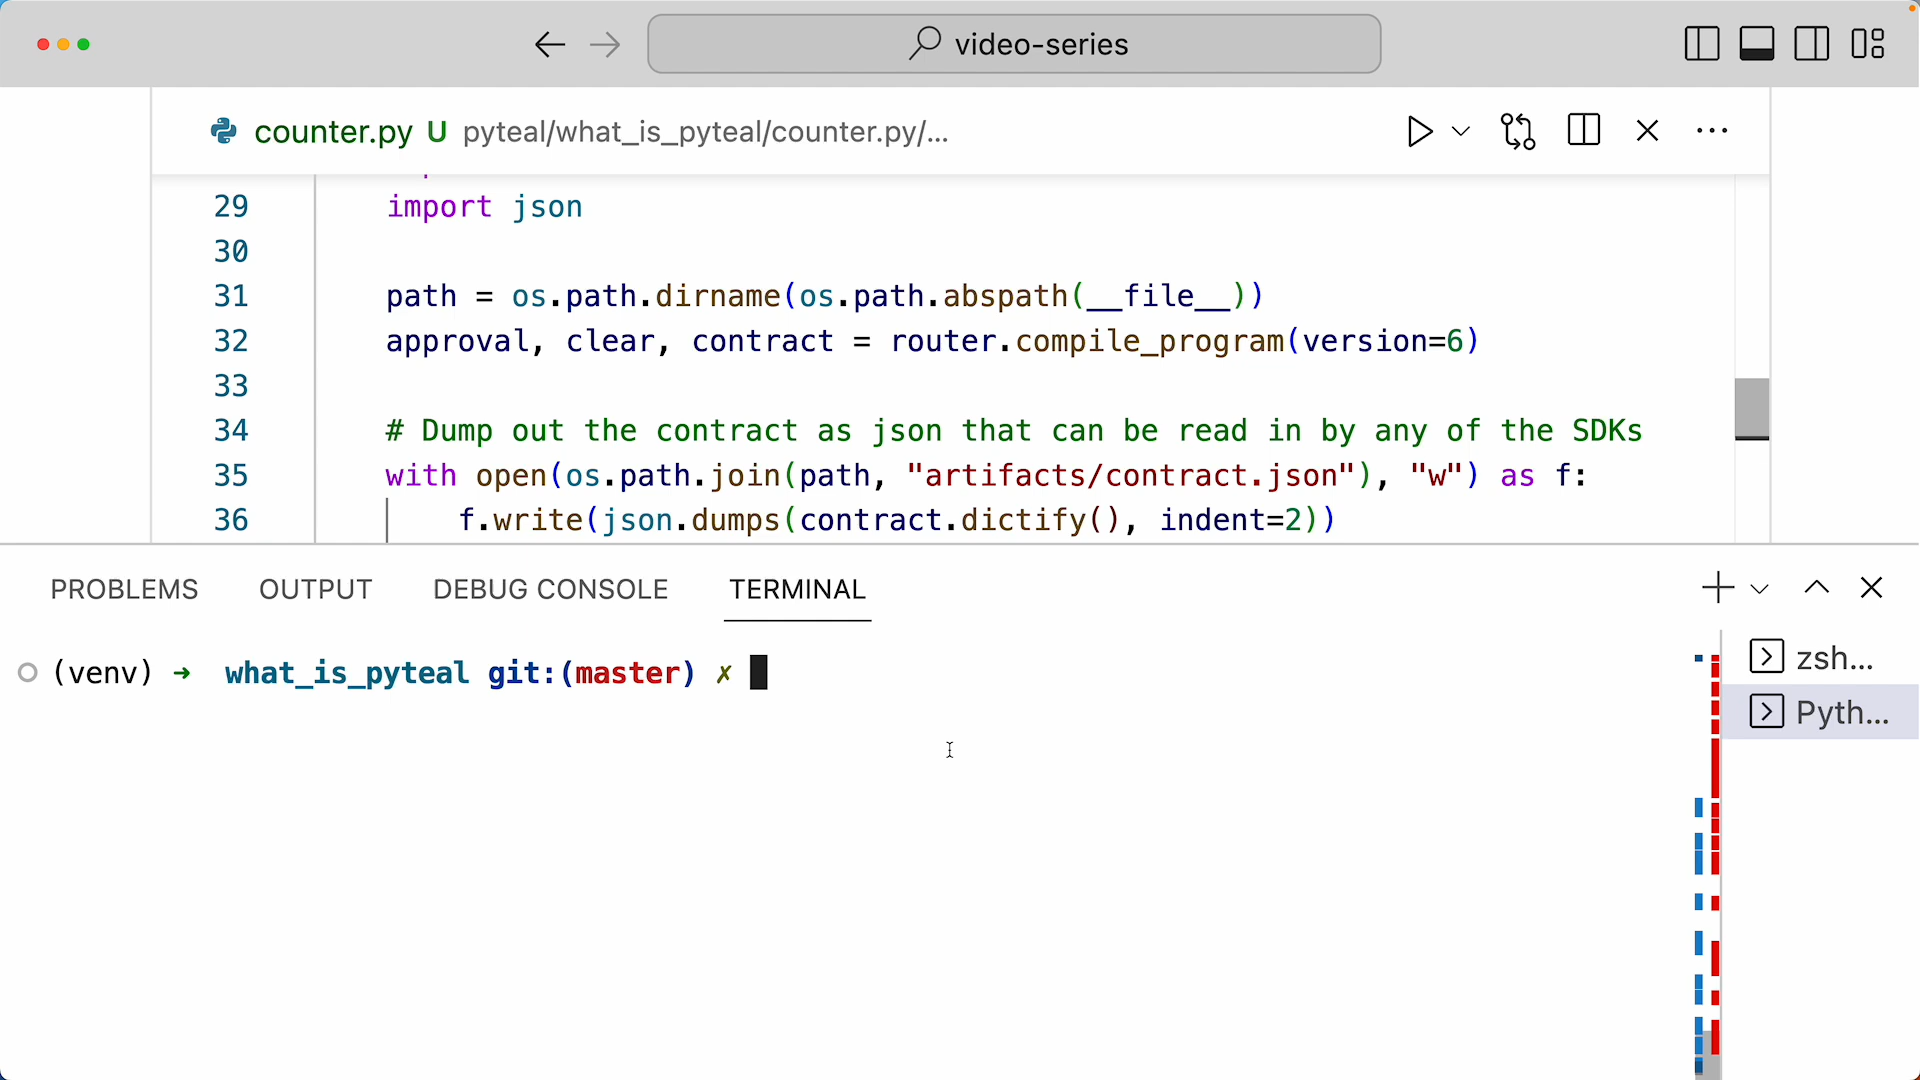 video-series
counter.py U pyteal/what_is_pyteal/counter.py/...
29 import json
30
31 path = os.path.dirname(os.path.abspath(__file__))
32 approval, clear, contract = router.compile_program(version=6)
33
34 # Dump out the contract as json that can be read in by any of the SDKs
35 with open(os.path.join(path, "artifacts/contract.json"), "w") as f:
36 f.write(json.dumps(contract.dictify(), indent=2))
PROBLEMS OUTPUT DEBUG CONSOLE TERMINAL
(venv) ➜ what_is_pyteal git:(master) ✗
zsh...
Pyth...